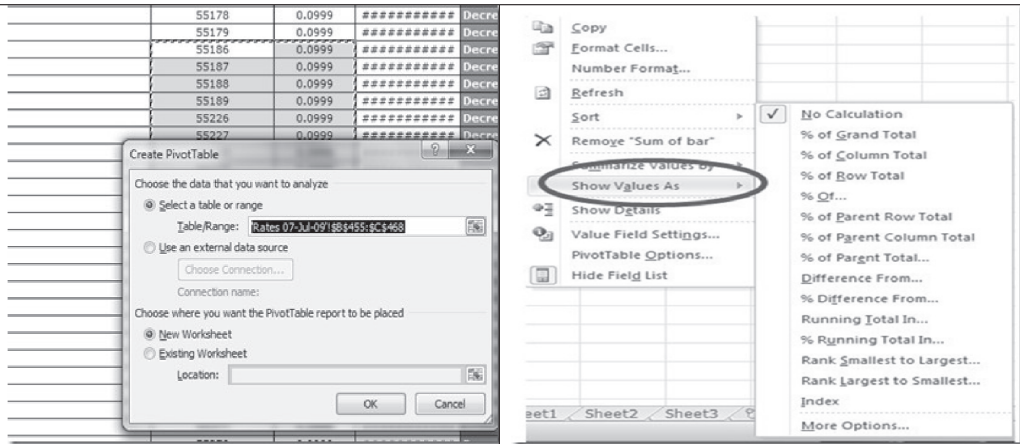 55178 0.0999 ########### Decre
55179 0.0999 ########### Decre
55186 0.0999 ########### Decre
55187 0.0999 ########### Decre
55188 0.0999 ########### Decre
55189 0.0999 ########### Decre
55226 0.0999 ########### Decre
55227 0.0999 ########### Decre
Create PivotTable
Choose the data that you want to analyze
Select a table or range
Table/Range: 'Rates 07-Jul-09'!$B$455:$C$468
Use an external data source
Choose Connection...
Connection name:
Choose where you want the PivotTable report to be placed
New Worksheet
Existing Worksheet
Location:
OK Cancel
Copy
Format Cells...
Number Format...
Refresh
Sort
Remove "Sum of bar"
Summarize Values By
Show Values As
Show Details
Value Field Settings...
PivotTable Options...
Hide Field List
No Calculation
% of Grand Total
% of Column Total
% of Row Total
% Of...
% of Parent Row Total
% of Parent Column Total
% of Parent Total...
Difference From...
% Difference From...
Running Total In...
% Running Total In...
Rank Smallest to Largest...
Rank Largest to Smallest...
Index
More Options...
eet1 Sheet2 Sheet3